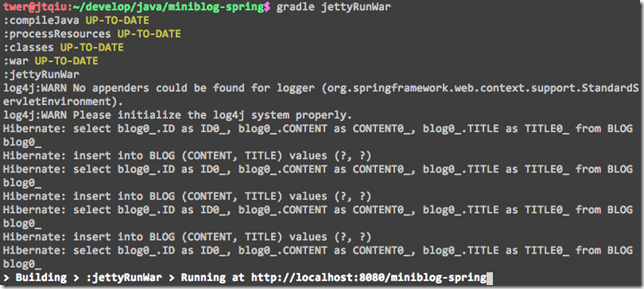 twer@jtqiu:~/develop/java/miniblog-spring$ gradle jettyRunWar
:compileJava UP-TO-DATE
:processResources UP-TO-DATE
:classes UP-TO-DATE
:war UP-TO-DATE
:jettyRunWar
log4j:WARN No appenders could be found for logger (org.springframework.web.context.support.StandardS
ervletEnvironment).
log4j:WARN Please initialize the log4j system properly.
Hibernate: select blog0_.ID as ID0_, blog0_.CONTENT as CONTENT0_, blog0_.TITLE as TITLE0_ from BLOG
blog0_
Hibernate: insert into BLOG (CONTENT, TITLE) values (?, ?)
Hibernate: select blog0_.ID as ID0_, blog0_.CONTENT as CONTENT0_, blog0_.TITLE as TITLE0_ from BLOG
blog0_
Hibernate: insert into BLOG (CONTENT, TITLE) values (?, ?)
Hibernate: select blog0_.ID as ID0_, blog0_.CONTENT as CONTENT0_, blog0_.TITLE as TITLE0_ from BLOG
blog0_
Hibernate: insert into BLOG (CONTENT, TITLE) values (?, ?)
Hibernate: select blog0_.ID as ID0_, blog0_.CONTENT as CONTENT0_, blog0_.TITLE as TITLE0_ from BLOG
blog0_
> Building > :jettyRunWar > Running at http://localhost:8080/miniblog-spring